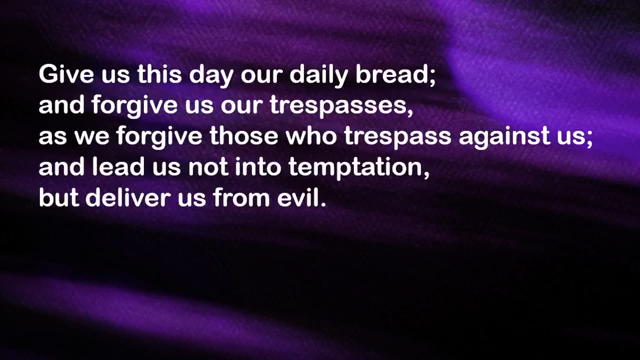 Give us this day our daily bread;
and forgive us our trespasses,
as we forgive those who trespass against us;
and lead us not into temptation,
but deliver us from evil.